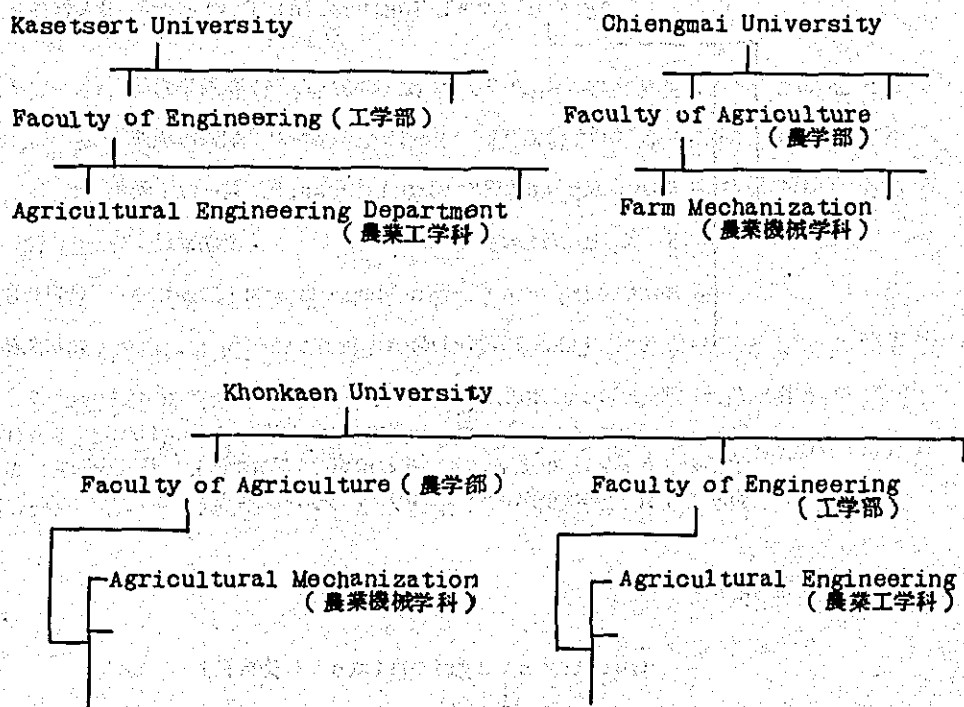 Kasetsert University
Chiengmai University
Faculty of Engineering（工学部）
Faculty of Agriculture
（農学部）
Agricultural Engineering Department
（農業工学科）
Farm Mechanization
（農業機械学科）
Khonkaen University
Faculty of Agriculture（農学部）
Faculty of Engineering
（工学部）
Agricultural Mechanization
（農業機械学科）
Agricultural Engineering
（農業工学科）